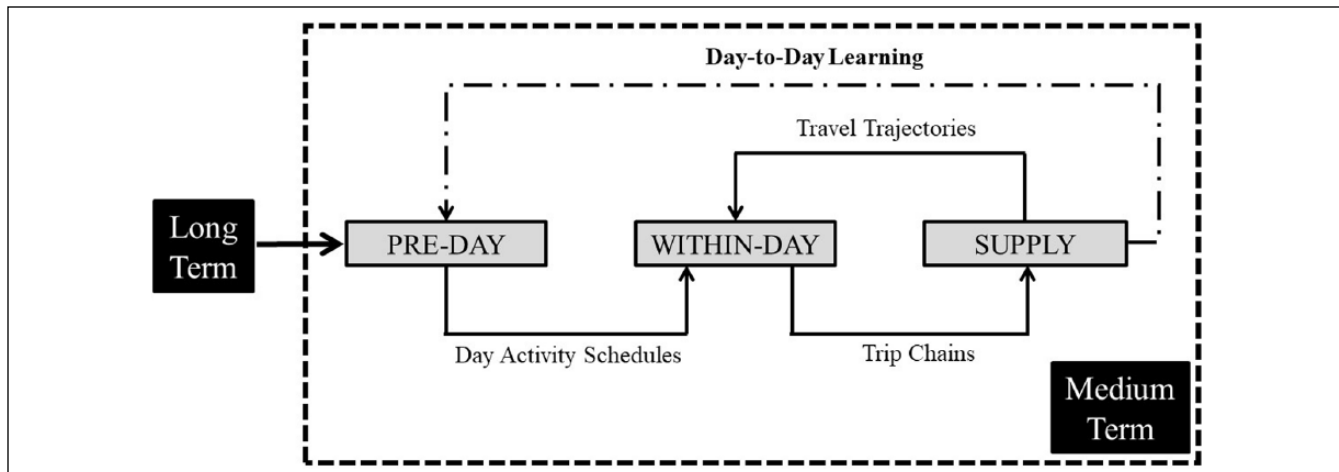 Day-to-Day Learning
Travel Trajectories
Long
Term
PRE-DAY
WITHIN-DAY
SUPPLY
Day Activity Schedules
Trip Chains
Medium
Term